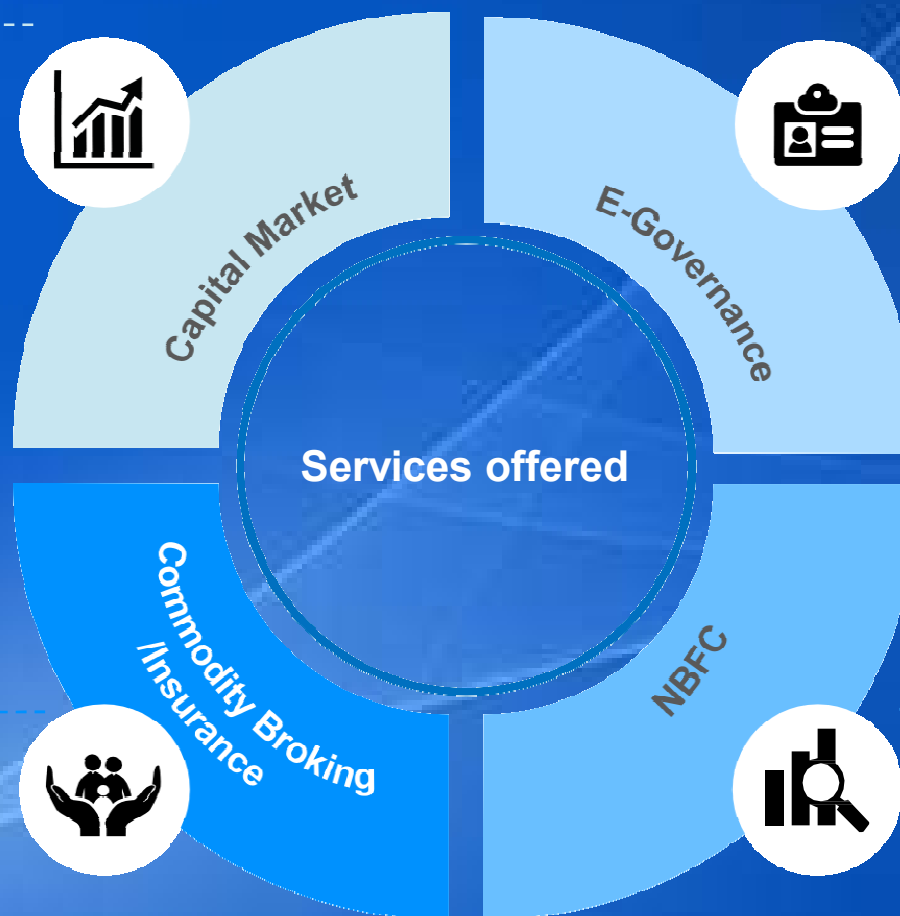 Capital Market
E-Governance
Services offered
Commodity Broking
/Insurance
NBFC